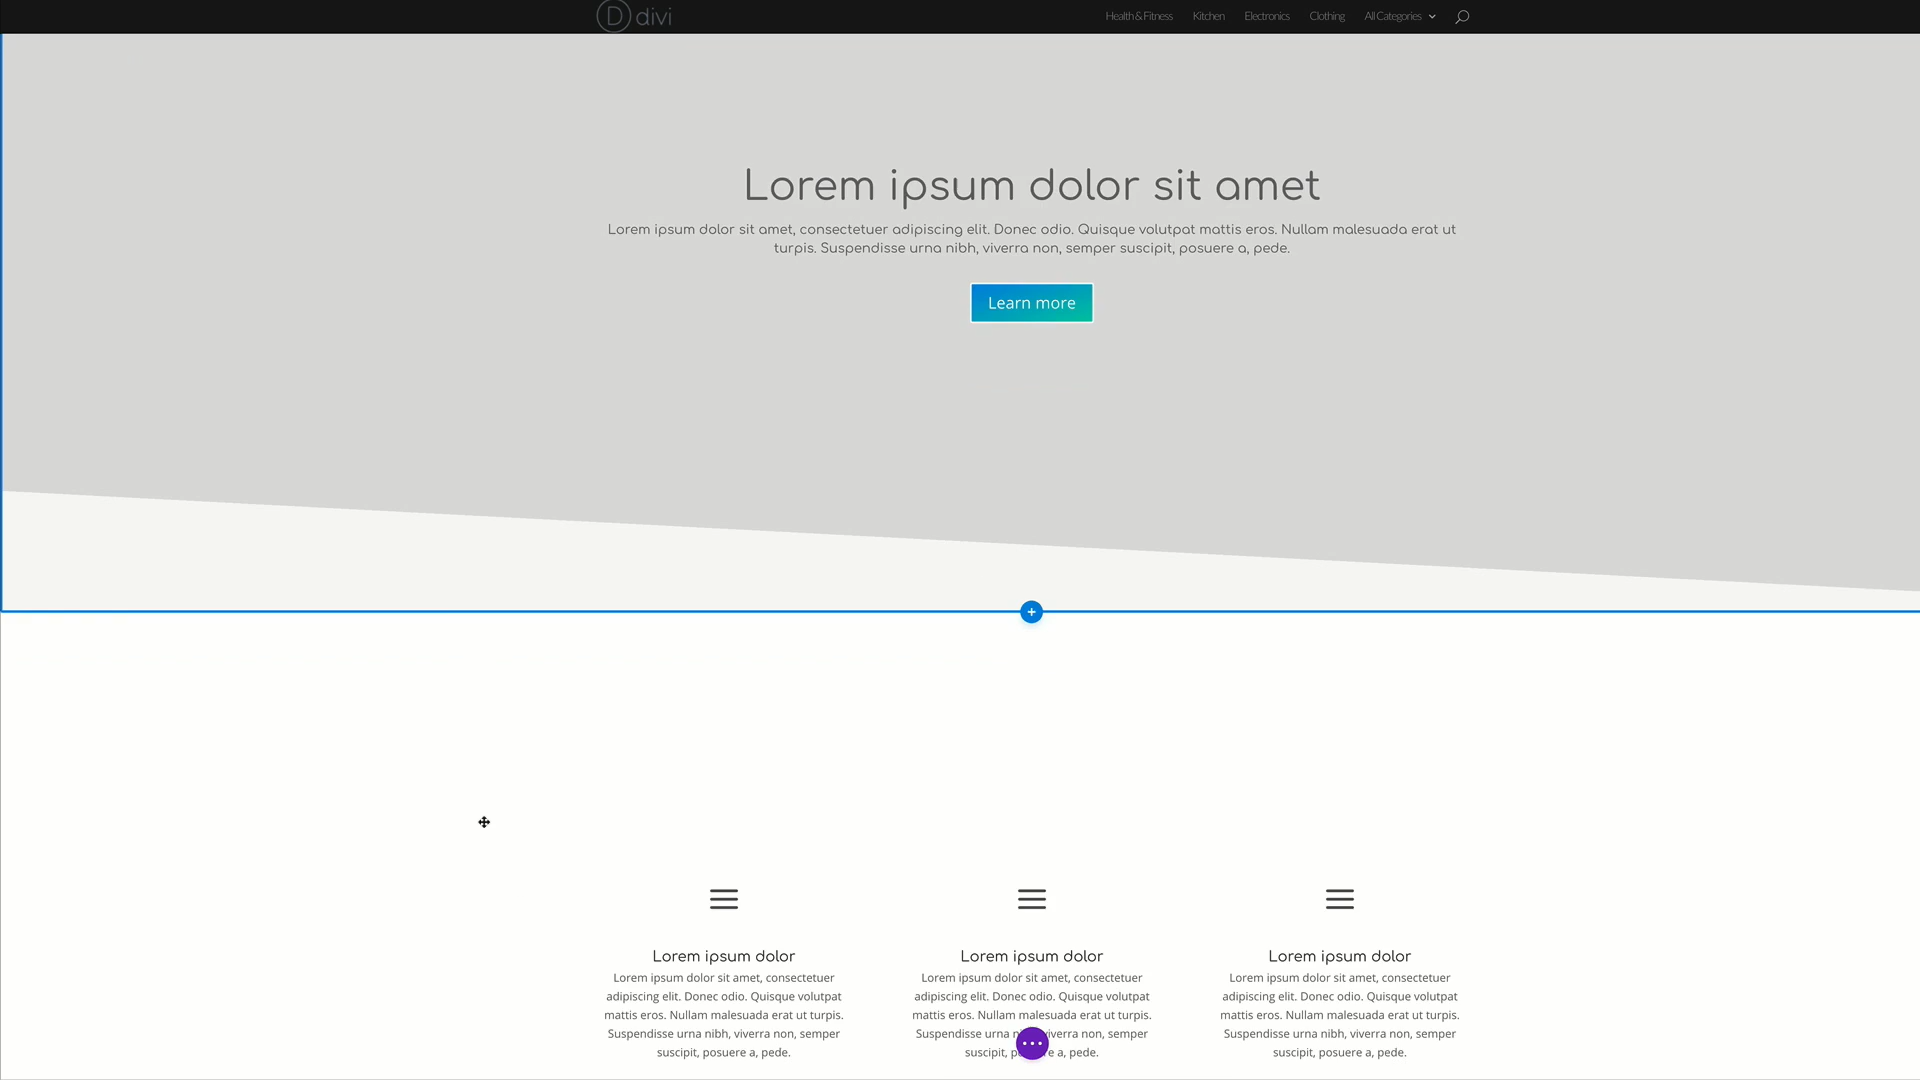 D divi
Health & Fitness Kitchen Electronics Clothing All Categories
Lorem ipsum dolor sit amet
Lorem ipsum dolor sit amet, consectetuer adipiscing elit. Donec odio. Quisque volutpat mattis eros. Nullam malesuada erat ut
turpis. Suspendisse urna nibh, viverra non, semper suscipit, posuere a, pede.
Learn more
Lorem ipsum dolor
Lorem ipsum dolor sit amet, consectetuer
adipiscing elit. Donec odio. Quisque volutpat
mattis eros. Nullam malesuada erat ut turpis.
Suspendisse urna nibh, viverra non, semper
suscipit, posuere a, pede.
Lorem ipsum dolor
Lorem ipsum dolor sit amet, consectetuer
adipiscing elit. Donec odio. Quisque volutpat
mattis eros. Nullam malesuada erat ut turpis.
Suspendisse urna viverra non, semper
suscipit, a, pede.
Lorem ipsum dolor
Lorem ipsum dolor sit amet, consectetuer
adipiscing elit. Donec odio. Quisque volutpat
mattis eros. Nullam malesuada erat ut turpis.
Suspendisse urna nibh, viverra non, semper
suscipit, posuere a, pede.